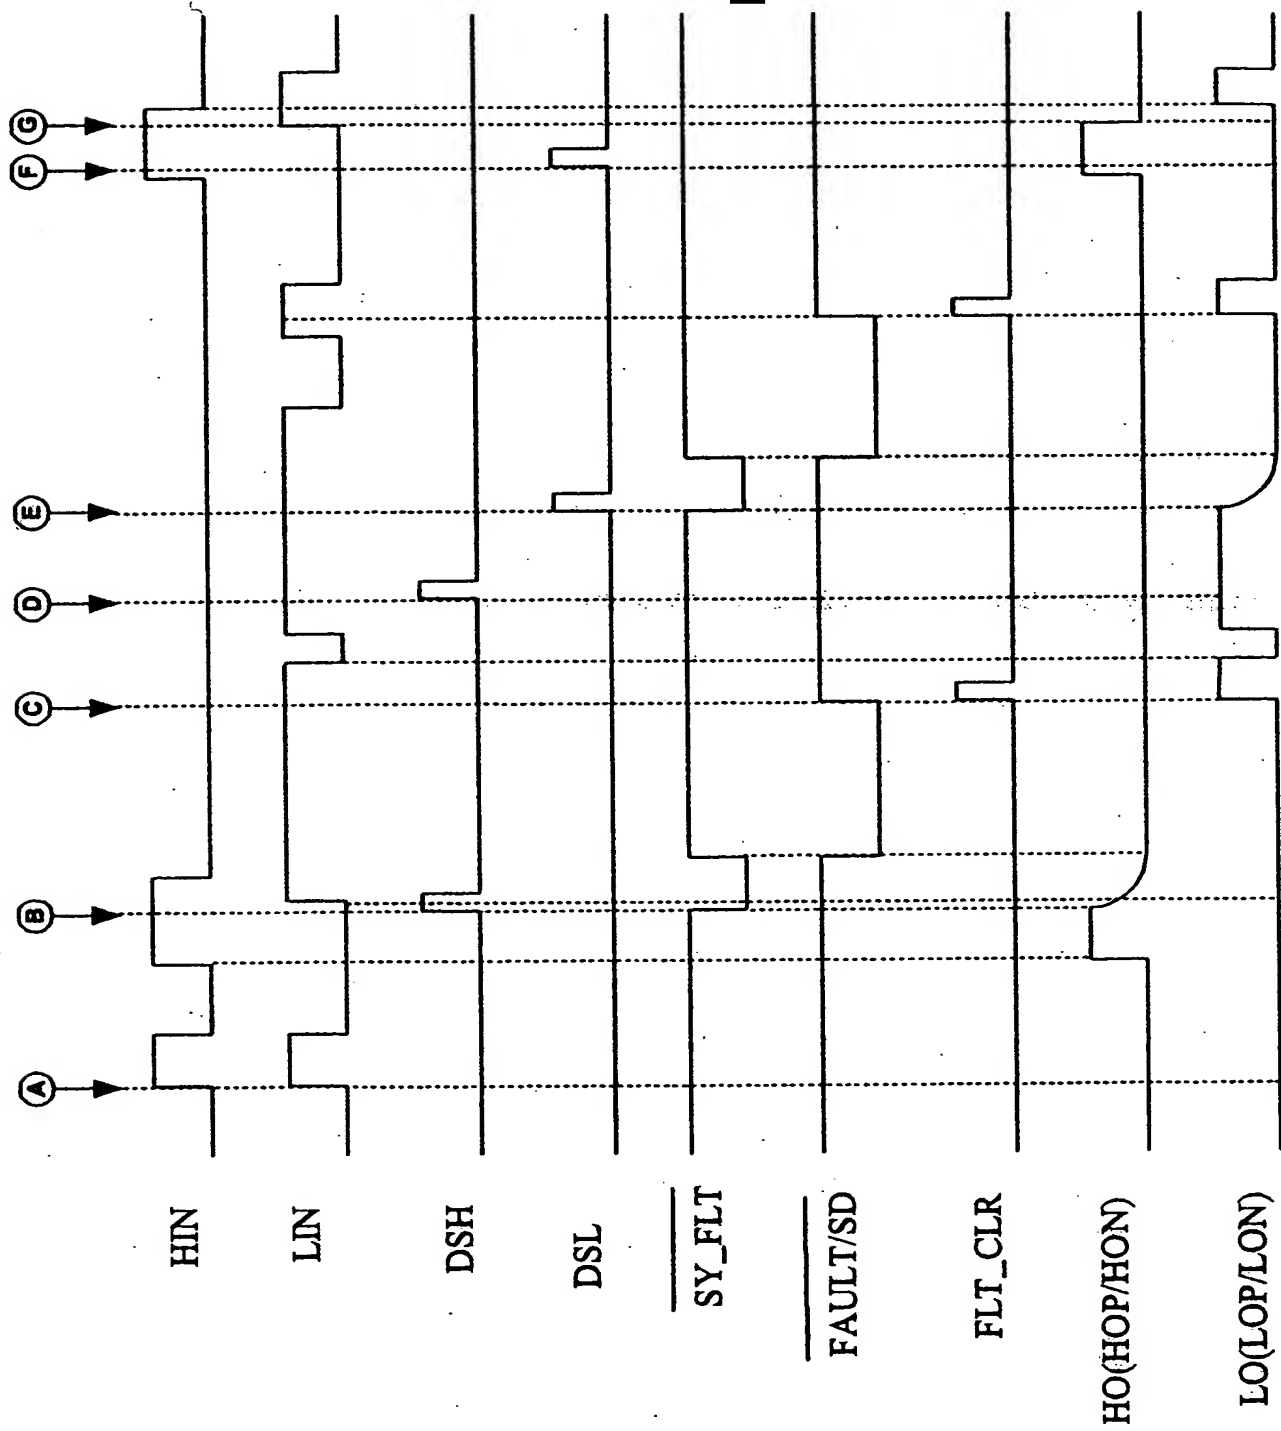 A
B
C
D
E
F
G
HIN
LIN
DSH
DSL
SY_FLT
FAULT/SD
FLT_CLR
HO(HOP/HON)
LO(LOP/LON)